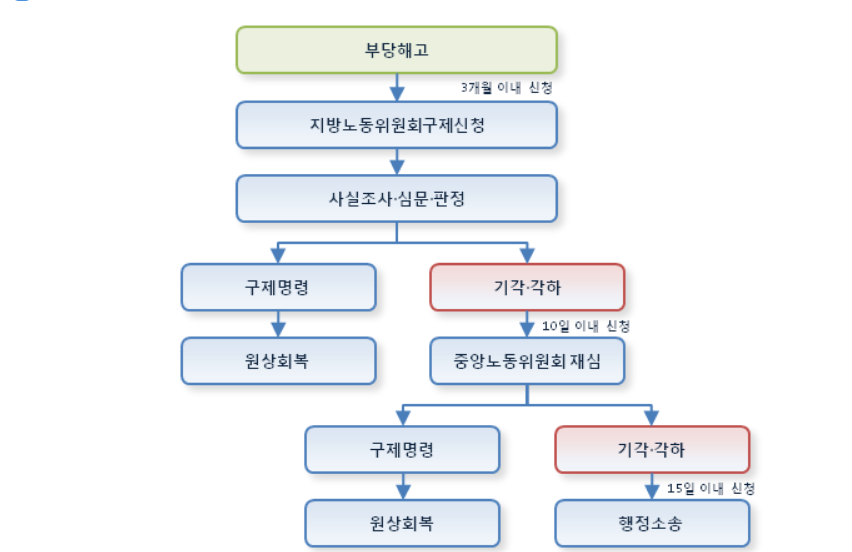 부당해고
3개월 이내 신청
지방노동위원회구제신청
사실조사·심문·판정
구제명령
기각·각하
10일 이내 신청
원상회복
중앙노동위원회 재심
구제명령
기각·각하
15일 이내 신청
원상회복
행정소송